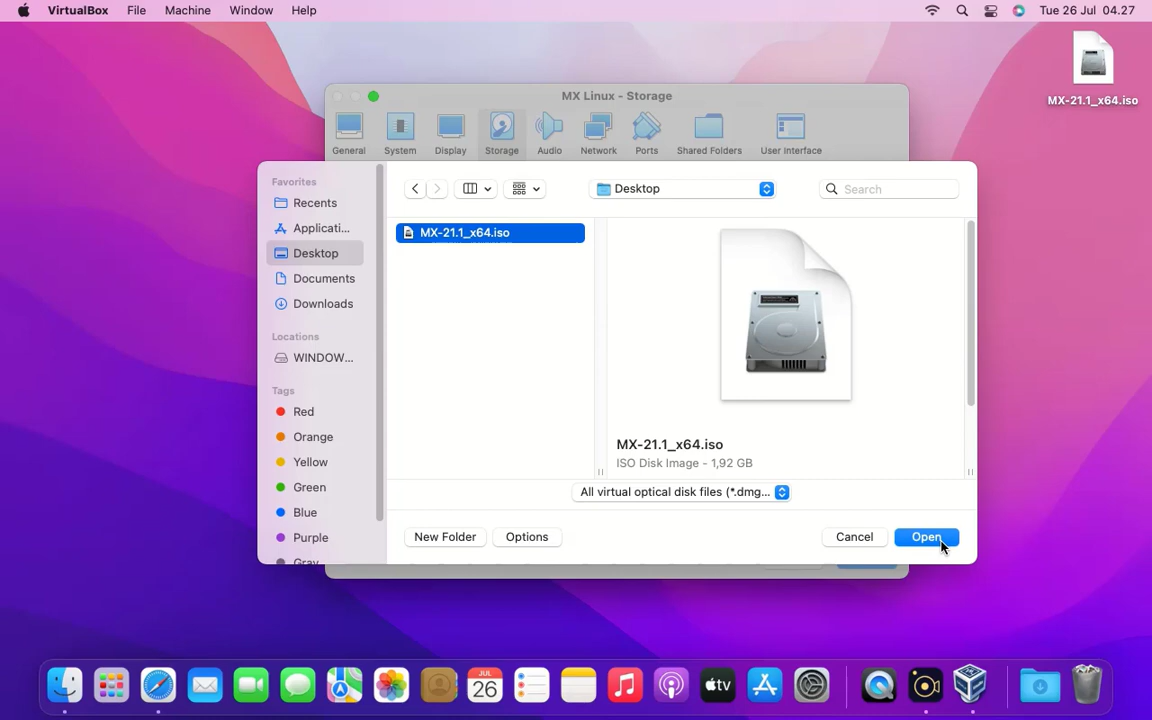 VirtualBox File Machine Window Help Tue 26 Jul 04.27
MX-21.1_x64.iso
MX Linux - Storage
General System Display Storage Audio Network Ports Shared Folders User Interface
Favorites
Recents
Applicati...
Desktop
Documents
Downloads
Locations
WINDOW...
Tags
Red
Orange
Yellow
Green
Blue
Purple
Gray
Desktop
Search
MX-21.1_x64.iso
MX-21.1_x64.iso
ISO Disk Image - 1,92 GB
All virtual optical disk files (*.dmg...
New Folder Options Cancel Open
JUL
26
tv